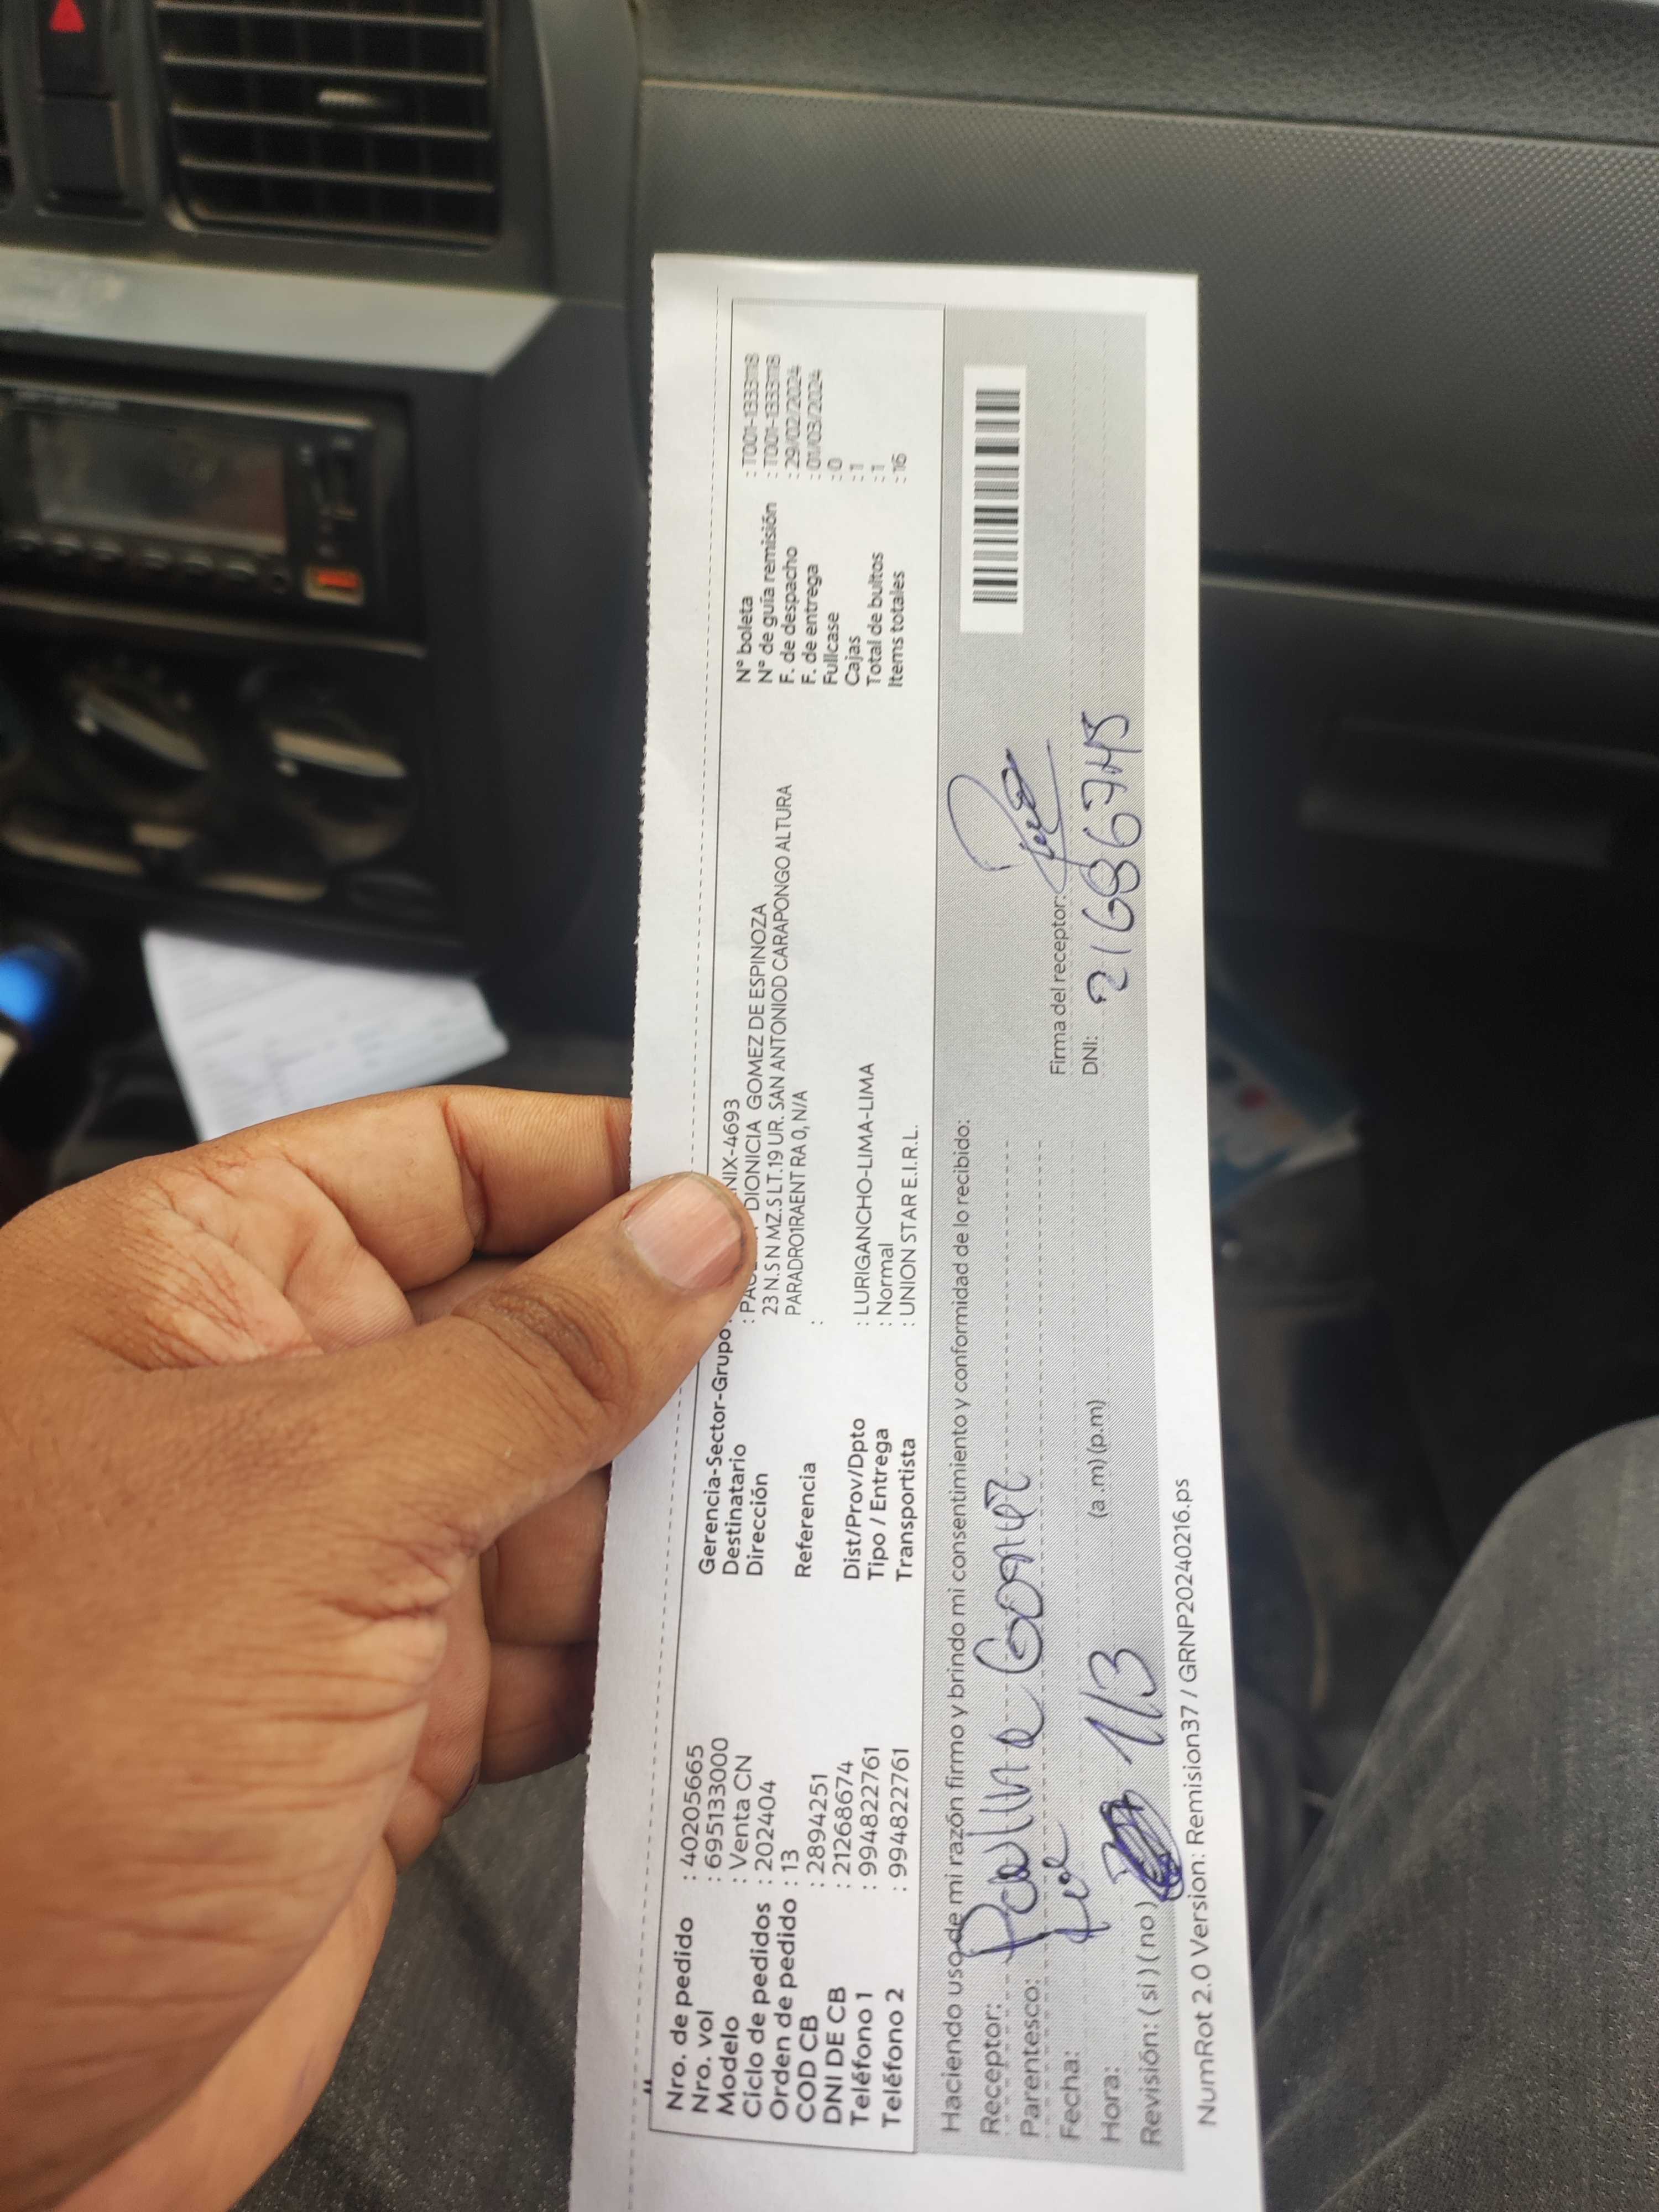 Nro. de pedido : 40205665
Nro. vol : 695133000
Modelo : Venta CN
Ciclo de pedidos : 202404
Orden de pedido : 13
COD CB : 2894251
DNI DE CB : 21268674
Teléfono 1 : 994822761
Teléfono 2 : 994822761
Gerencia-Sector-Grupo NIX-4693
Destinatario : DIONICIA GOMEZ DE ESPINOZA
Dirección 23 N.S N MZ.S LT.19 UR. SAN ANTONIOD CARAPONGO ALTURA
PARADRO1RAENT RA 0, N/A
Referencia :
Dist/Prov/Dpto : LURIGANCHO-LIMA-LIMA
Tipo / Entrega : Normal
Transportista : UNION STAR E.I.R.L.
N° boleta : T001-1333118
N° de guia remisión : T001-1333118
F. de despacho : 29/02/2024
F. de entrega : 01/03/2024
Fullcase : 0
Cajas : 1
Total de bultos : 1
Items totales : 16
Haciendo uso de mi razón firmo y brindo mi consentimiento y conformidad de lo recibido:
Receptor: Gomez
Parentesco:
Fecha: 1/3
Hora: (a .m) (p.m)
Revisión: ( si ) ( no )
Firma del receptor:
DNI: 21686745
NumRot 2.0 Version: Remision37 / GRNP20240216.ps